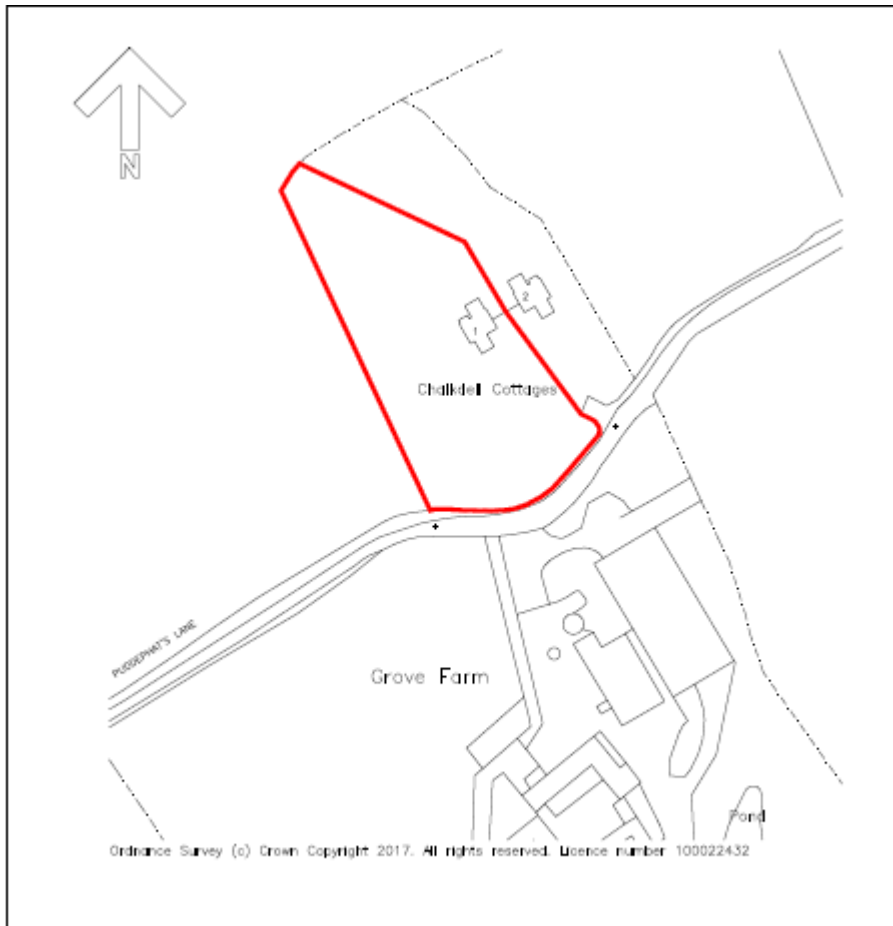 N
2
1
Chalkdell Cottages
PUDDEPHAT'S LANE
Grove Farm
Pond
Ordnance Survey (c) Crown Copyright 2017. All rights reserved. Licence number 100022432